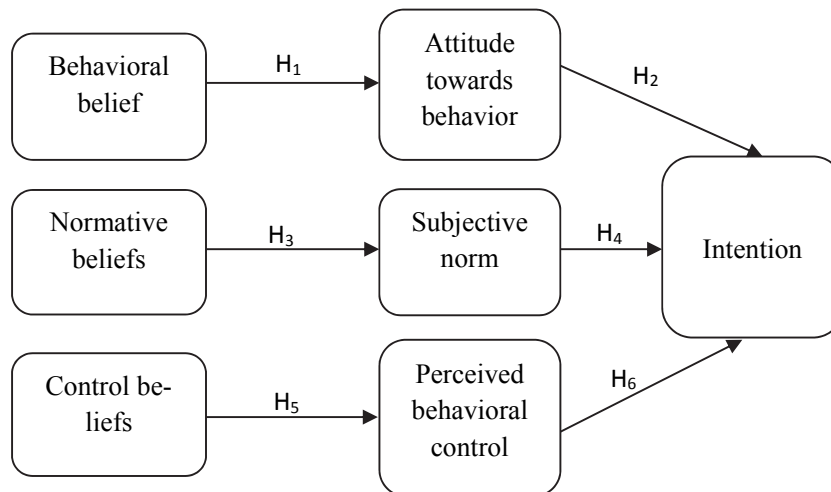 Behavioral
belief
H₁
Attitude
towards
behavior
H₂
Normative
beliefs
H₃
Subjective
norm
H₄
Intention
Control be-
liefs
H₅
Perceived
behavioral
control
H₆